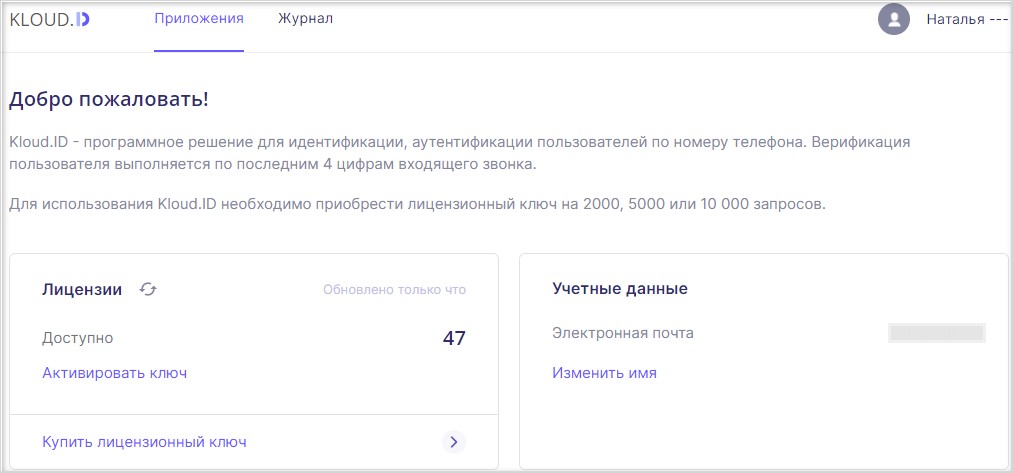 KLOUD.ID Приложения Журнал Наталья ---
Добро пожаловать!
Kloud.ID - программное решение для идентификации, аутентификации пользователей по номеру телефона. Верификация
пользователя выполняется по последним 4 цифрам входящего звонка.
Для использования Kloud.ID необходимо приобрести лицензионный ключ на 2000, 5000 или 10 000 запросов.
Лицензии Обновлено только что
Доступно 47
Активировать ключ
Купить лицензионный ключ
Учетные данные
Электронная почта
Изменить имя